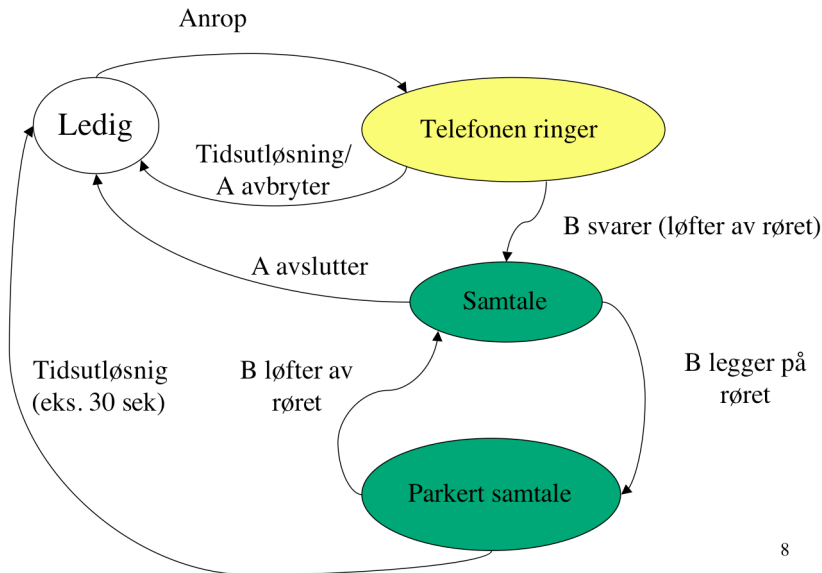 Anrop
Ledig
Telefonen ringer
Tidsutløsning/
A avbryter
B svarer (løfter av røret)
A avslutter
Samtale
Tidsutløsnig
(eks. 30 sek)
B løfter av
røret
B legger på
røret
Parkert samtale
8